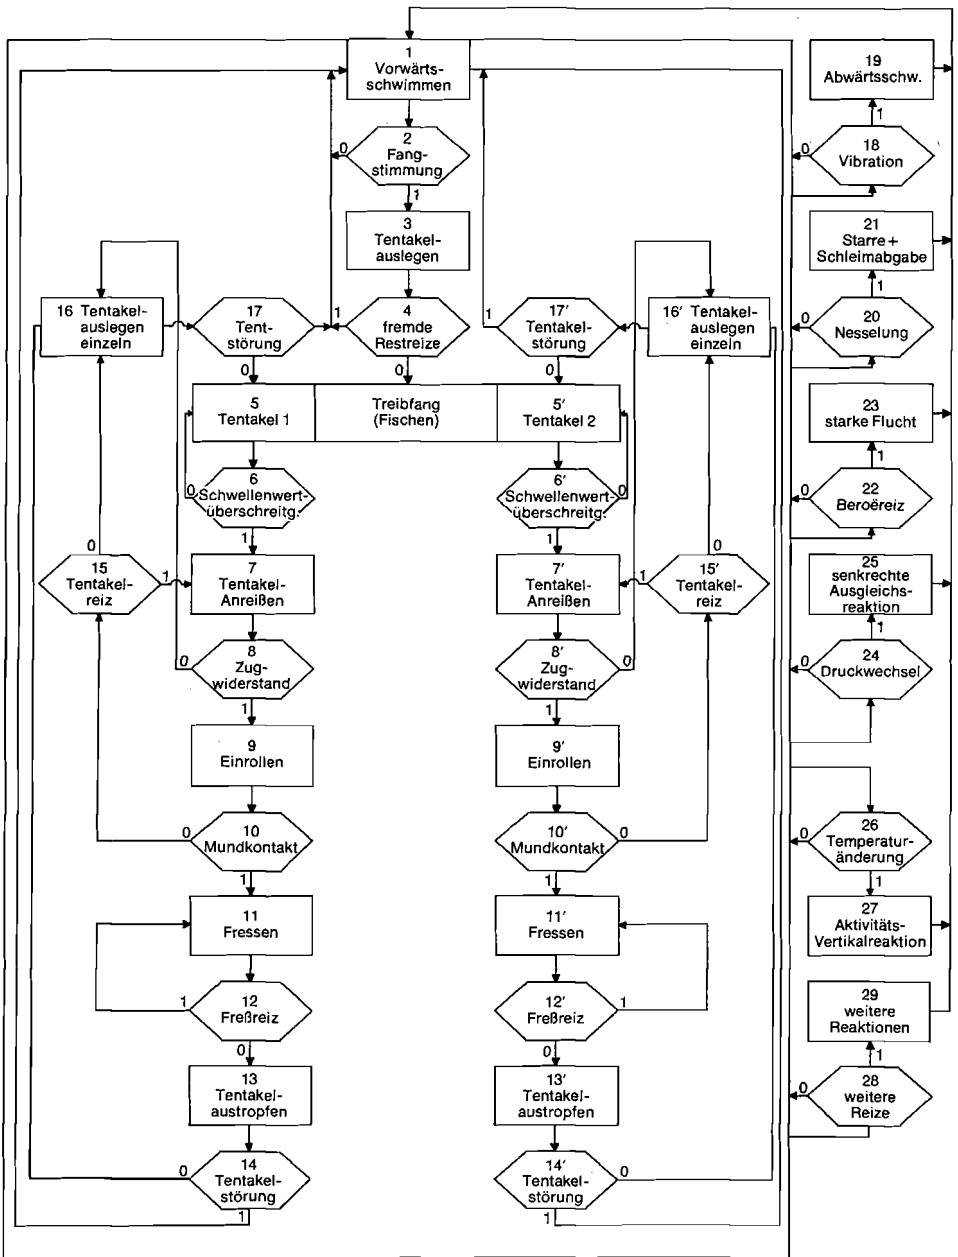 1
Vorwärts-
schwimmen
2
Fang-
stimmung
0
1
3
Tentakel-
auslegen
4
fremde
Restreize
1
0
16 Tentakel-
auslegen
einzeln
17
Tent-
störung
0
17′
Tentakel-
störung
1
0
16′ Tentakel-
auslegen
einzeln
5
Tentakel 1
Treibfang
(Fischen)
5′
Tentakel 2
6
Schwellenwert-
überschreitg.
0
1
6′
Schwellenwert-
überschreitg.
0
1
15
Tentakel-
reiz
0
1
7
Tentakel-
Anreißen
7′
Tentakel-
Anreißen
15′
Tentakel-
reiz
0
1
8
Zug-
widerstand
0
1
8′
Zug-
widerstand
0
1
9
Einrollen
9′
Einrollen
10
Mundkontakt
0
1
10′
Mundkontakt
0
1
11
Fressen
11′
Fressen
12
Freßreiz
1
0
12′
Freßreiz
1
0
13
Tentakel-
austropfen
13′
Tentakel-
austropfen
14
Tentakel-
störung
0
1
14′
Tentakel-
störung
0
1
19
Abwärtsschw.
1
18
Vibration
0
21
Starre +
Schleimabgabe
1
20
Nesselung
0
23
starke Flucht
1
22
Beroëreiz
0
25
senkrechte
Ausgleichs-
reaktion
1
24
Druckwechsel
0
26
Temperatur-
änderung
0
1
27
Aktivitäts-
Vertikalreaktion
29
weitere
Reaktionen
1
28
weitere
Reize
0